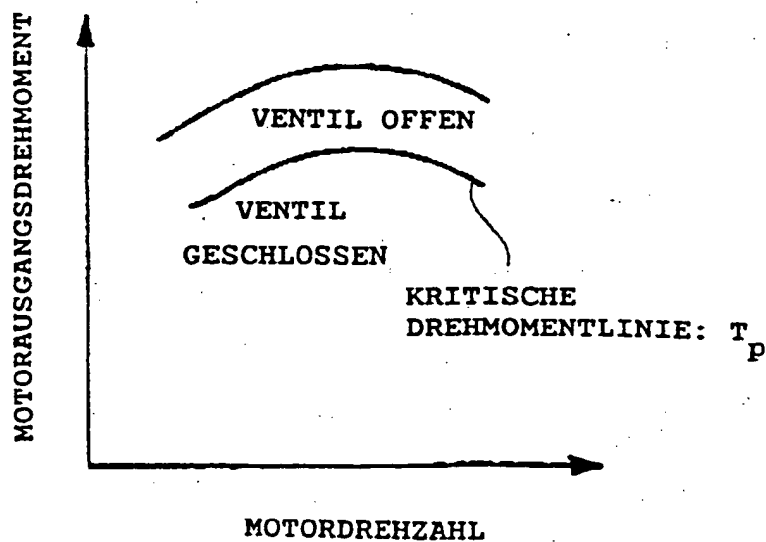 MOTORAUSGANGSDREHMOMENT
VENTIL OFFEN
VENTIL
GESCHLOSSEN
KRITISCHE
DREHMOMENTLINIE: Tp
MOTORDREHZAHL